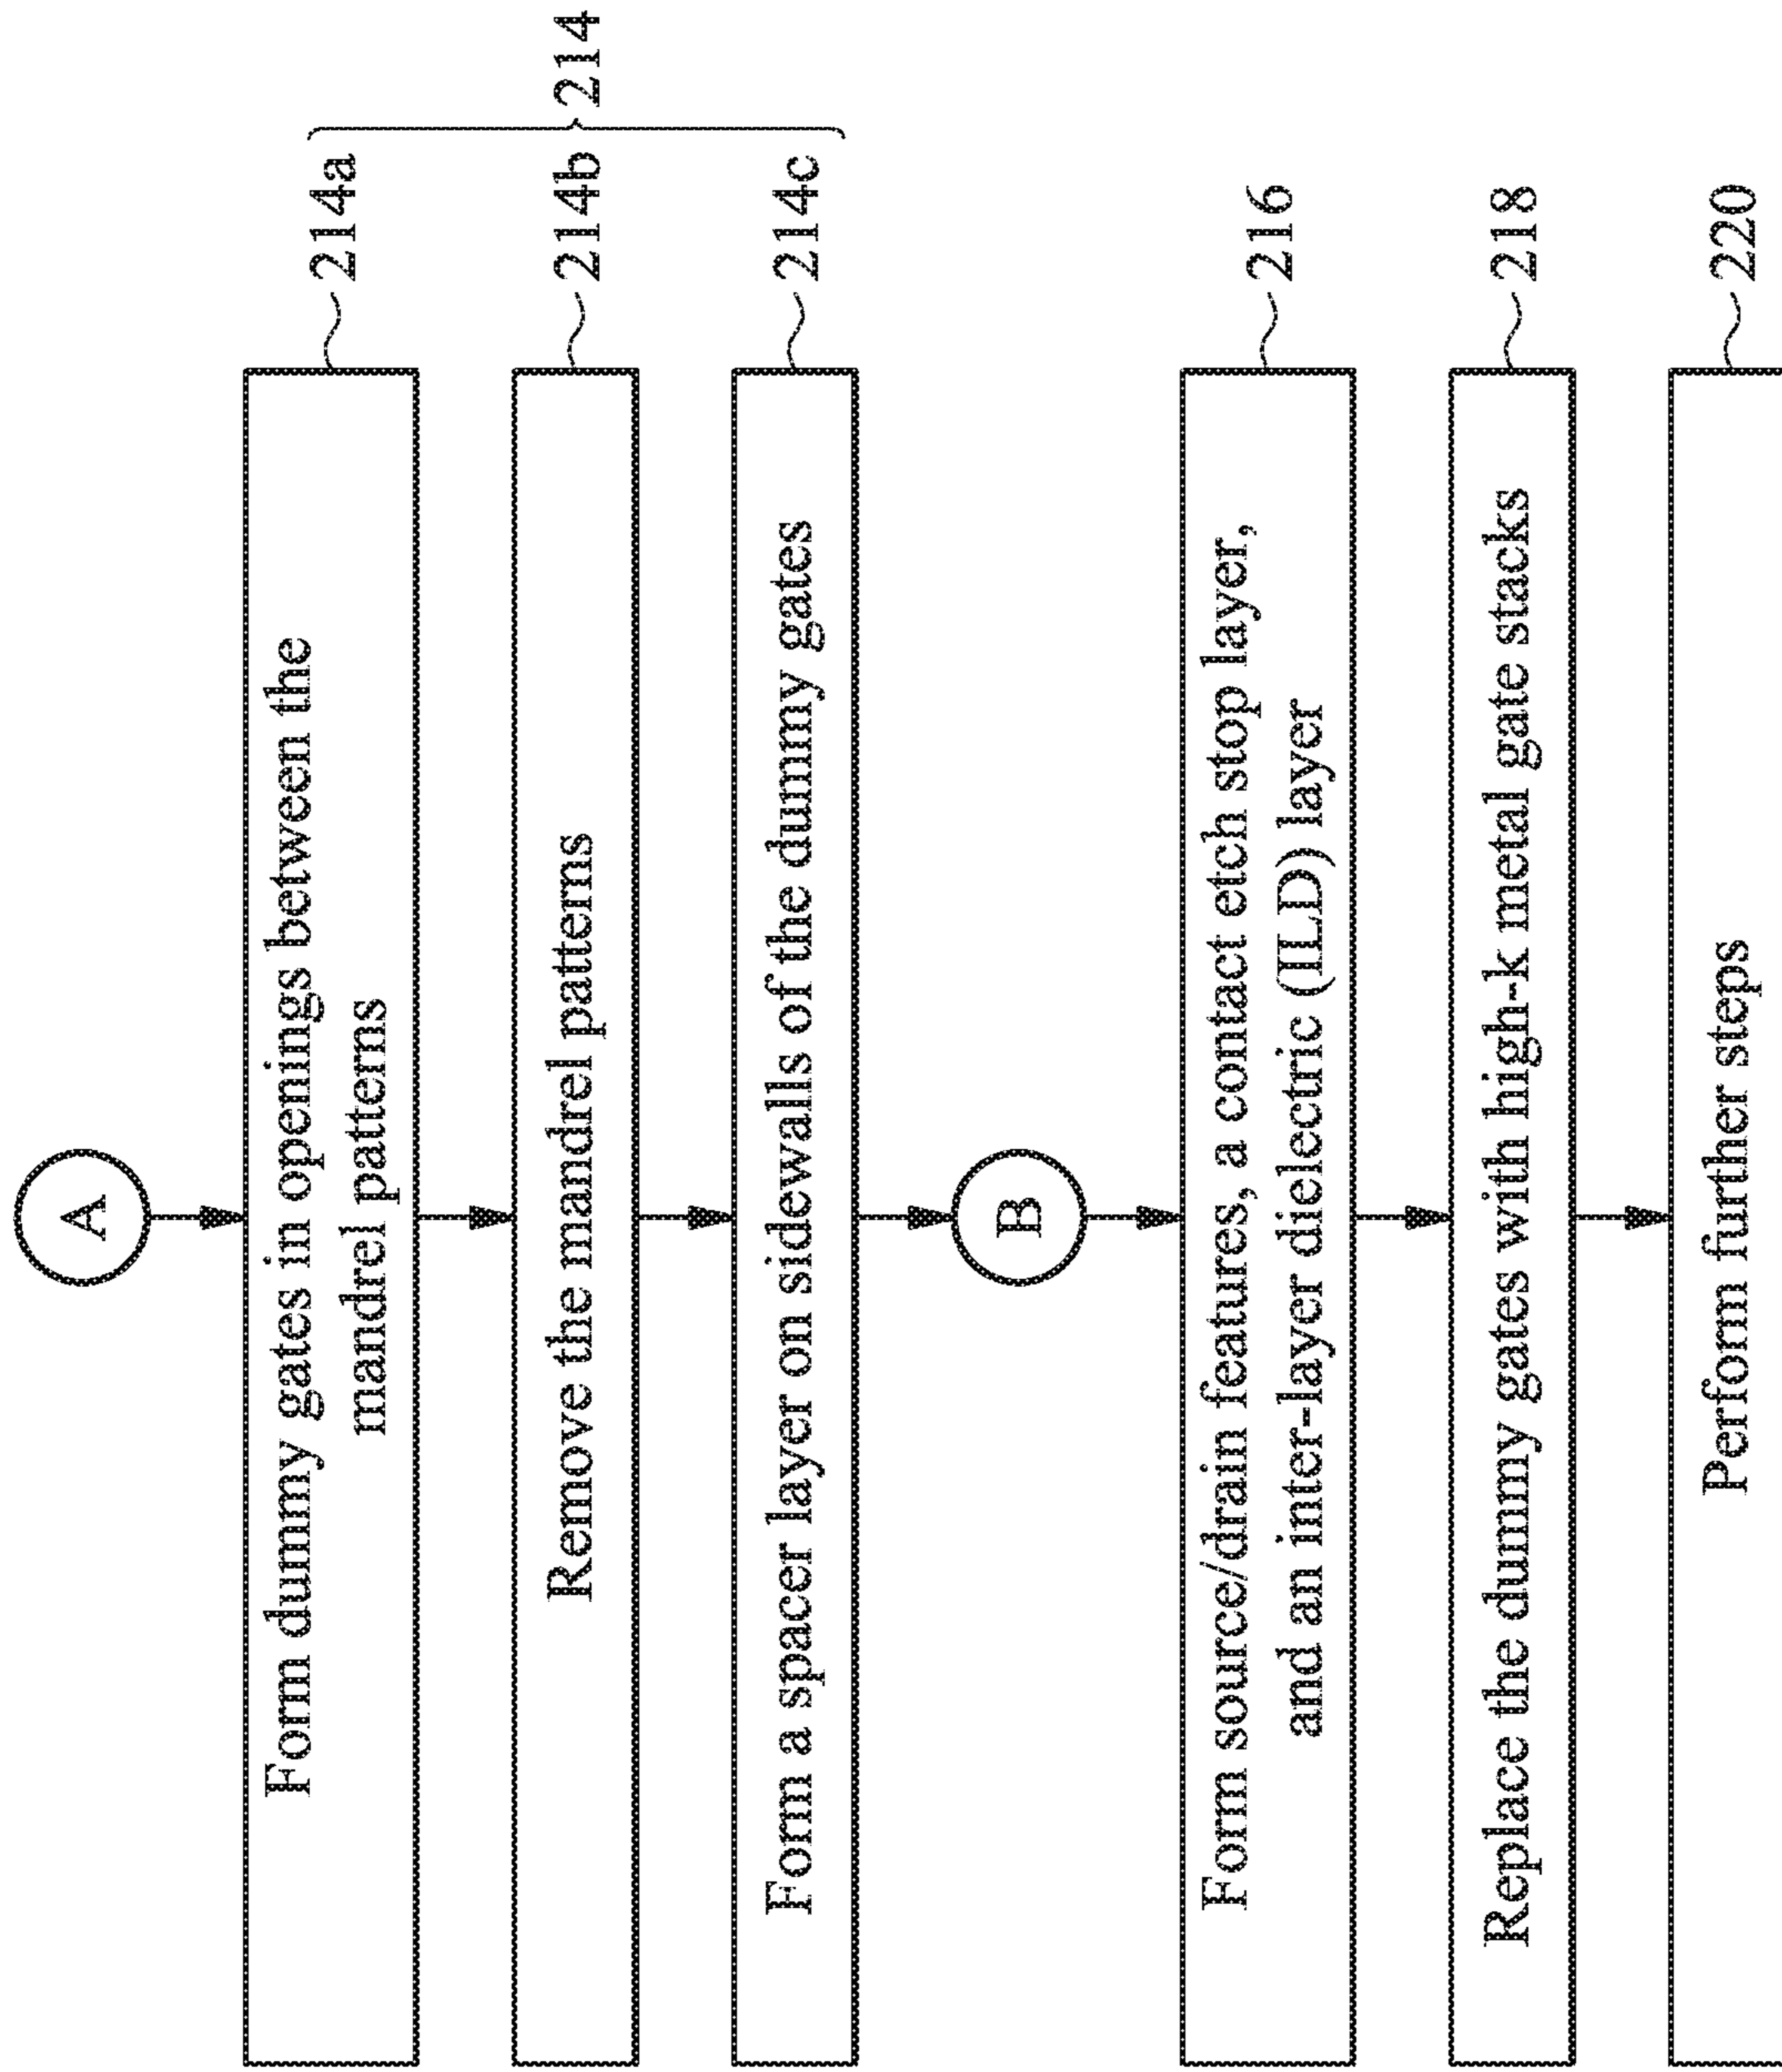 A
Form dummy gates in openings between the
mandrel patterns
214a
Remove the mandrel patterns
214b
214
Form a spacer layer on sidewalls of the dummy gates
214c
B
Form source/drain features, a contact etch stop layer,
and an inter-layer dielectric (ILD) layer
216
Replace the dummy gates with high-k metal gate stacks
218
Perform further steps
220